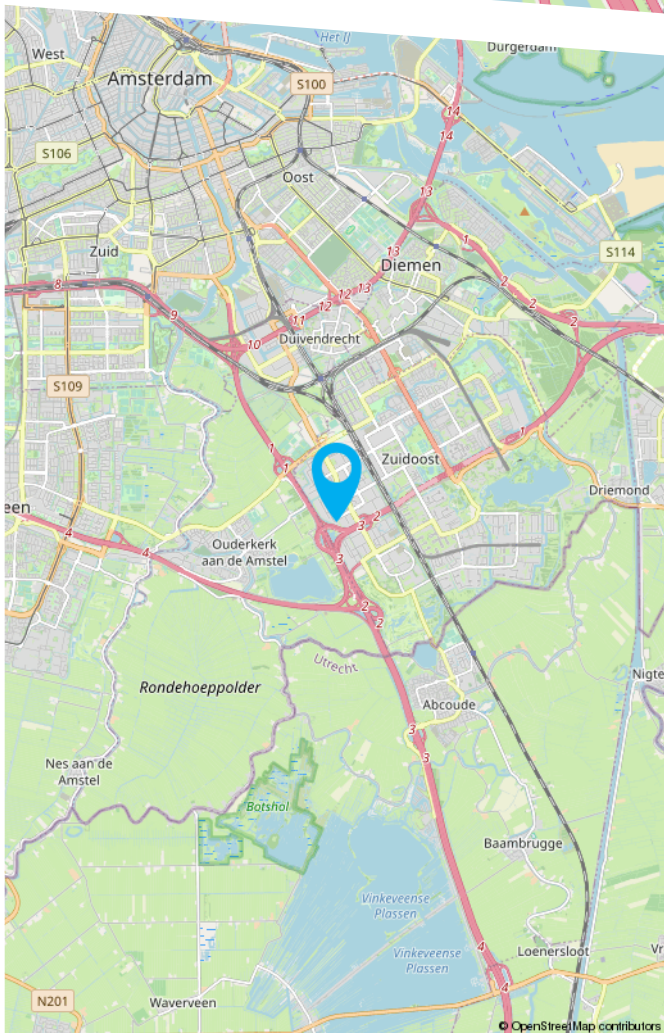 Het IJ
Durgerdam
West
Amsterdam
S100
14
14
S106
Oost
13
13
Zuid
Diemen
1
S114
8
13
12
12
2
9
11
2
2
10
Duivendrecht
S109
1
1
1
Zuidoost
een
Driemond
2
3
4
4
Ouderkerk
aan de Amstel
3
2
2
Utrecht
Rondehoeppolder
Nigte
Abcoude
3
3
Nes aan de
Amstel
Botshol
Baambrugge
Vinkeveense
Plassen
4
Vinkeveense
Plassen
Loenersloot
Vr
4
N201
Waverveen
© OpenStreetMap contributors